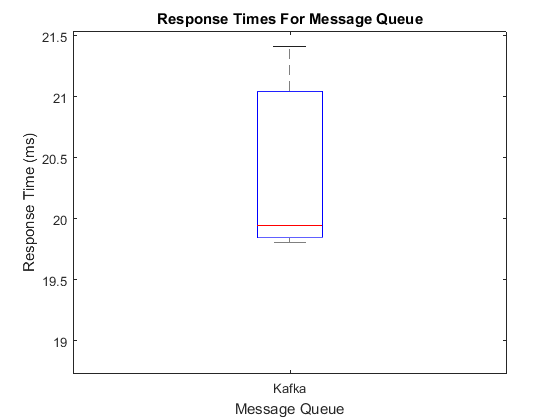 Response Times For Message Queue
21.5
21
20.5
20
19.5
19
Response Time (ms)
Kafka
Message Queue